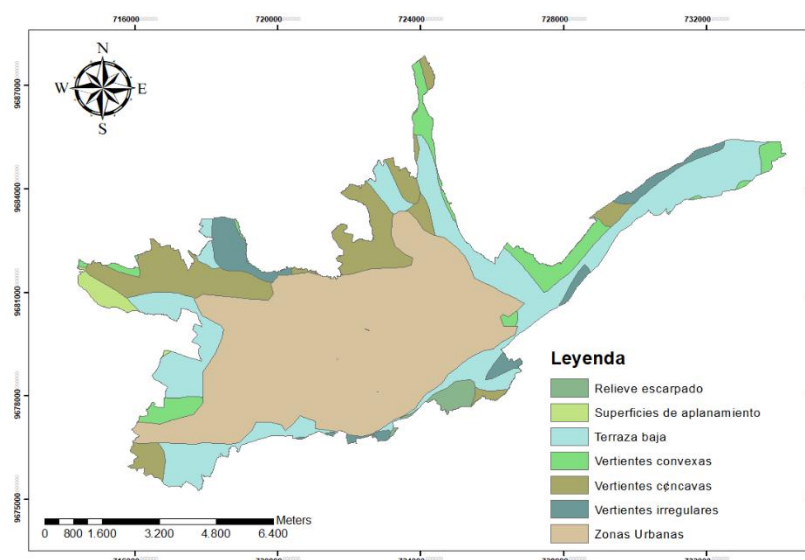 716000 720000 724000 728000 732000
N
W E
S
9687000
9684000
9681000
9678000
9675000
Leyenda
Relieve escarpado
Superficies de aplanamiento
Terraza baja
Vertientes convexas
Vertientes c¢ncavas
Vertientes irregulares
Zonas Urbanas
Meters
0 800 1.600 3.200 4.800 6.400